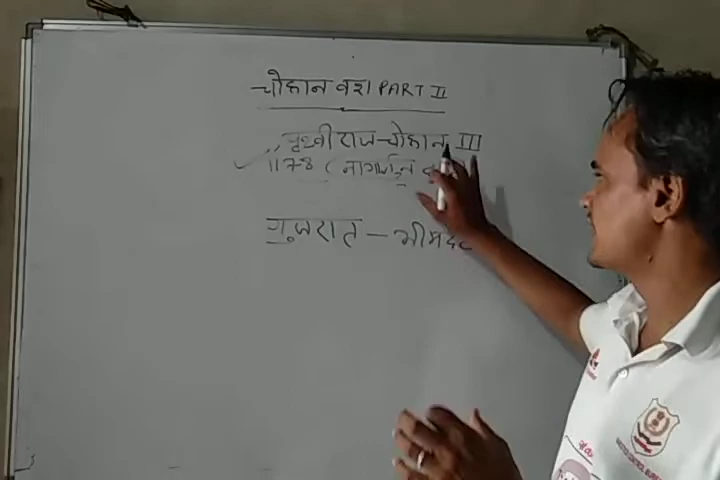 चौहान वंश PART II
पृथ्वीराज चौहान III
1178 (नागार्जुन
गुजरात - भीमदेव